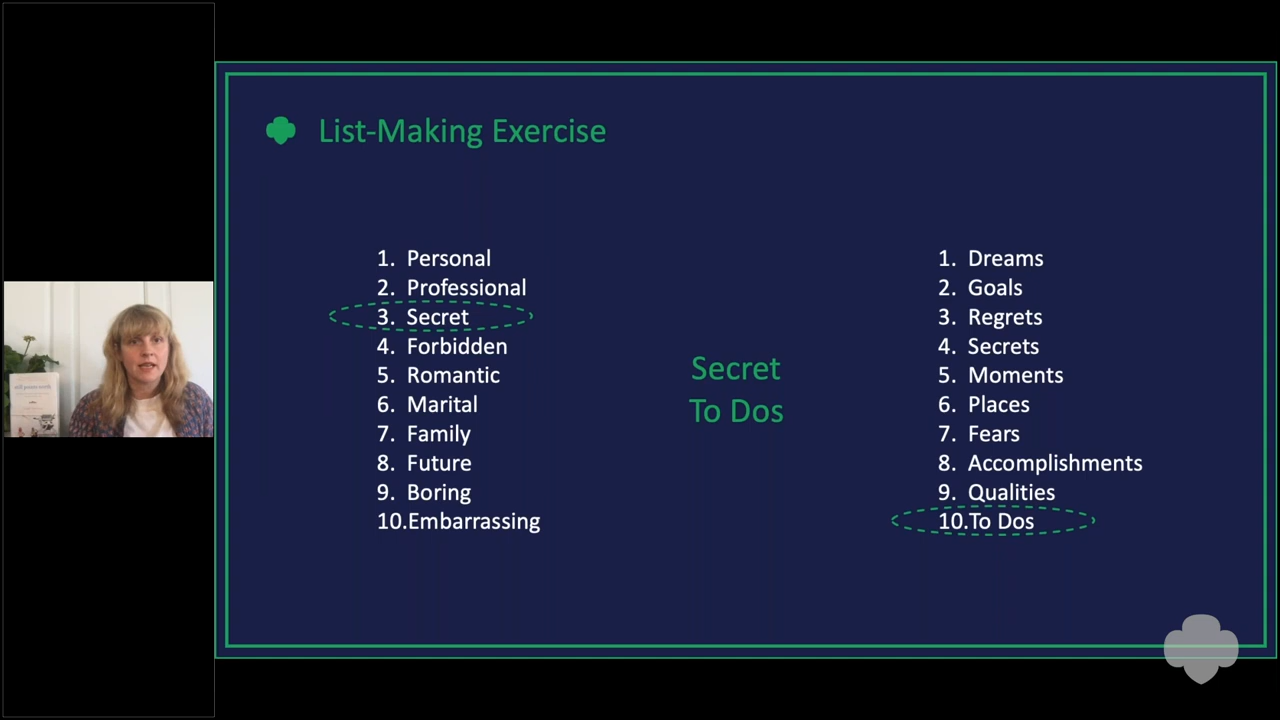 List-Making Exercise
1. Personal
2. Professional
3. Secret
4. Forbidden
5. Romantic
6. Marital
7. Family
8. Future
9. Boring
10.Embarrassing
Secret
To Dos
1. Dreams
2. Goals
3. Regrets
4. Secrets
5. Moments
6. Places
7. Fears
8. Accomplishments
9. Qualities
10.To Dos